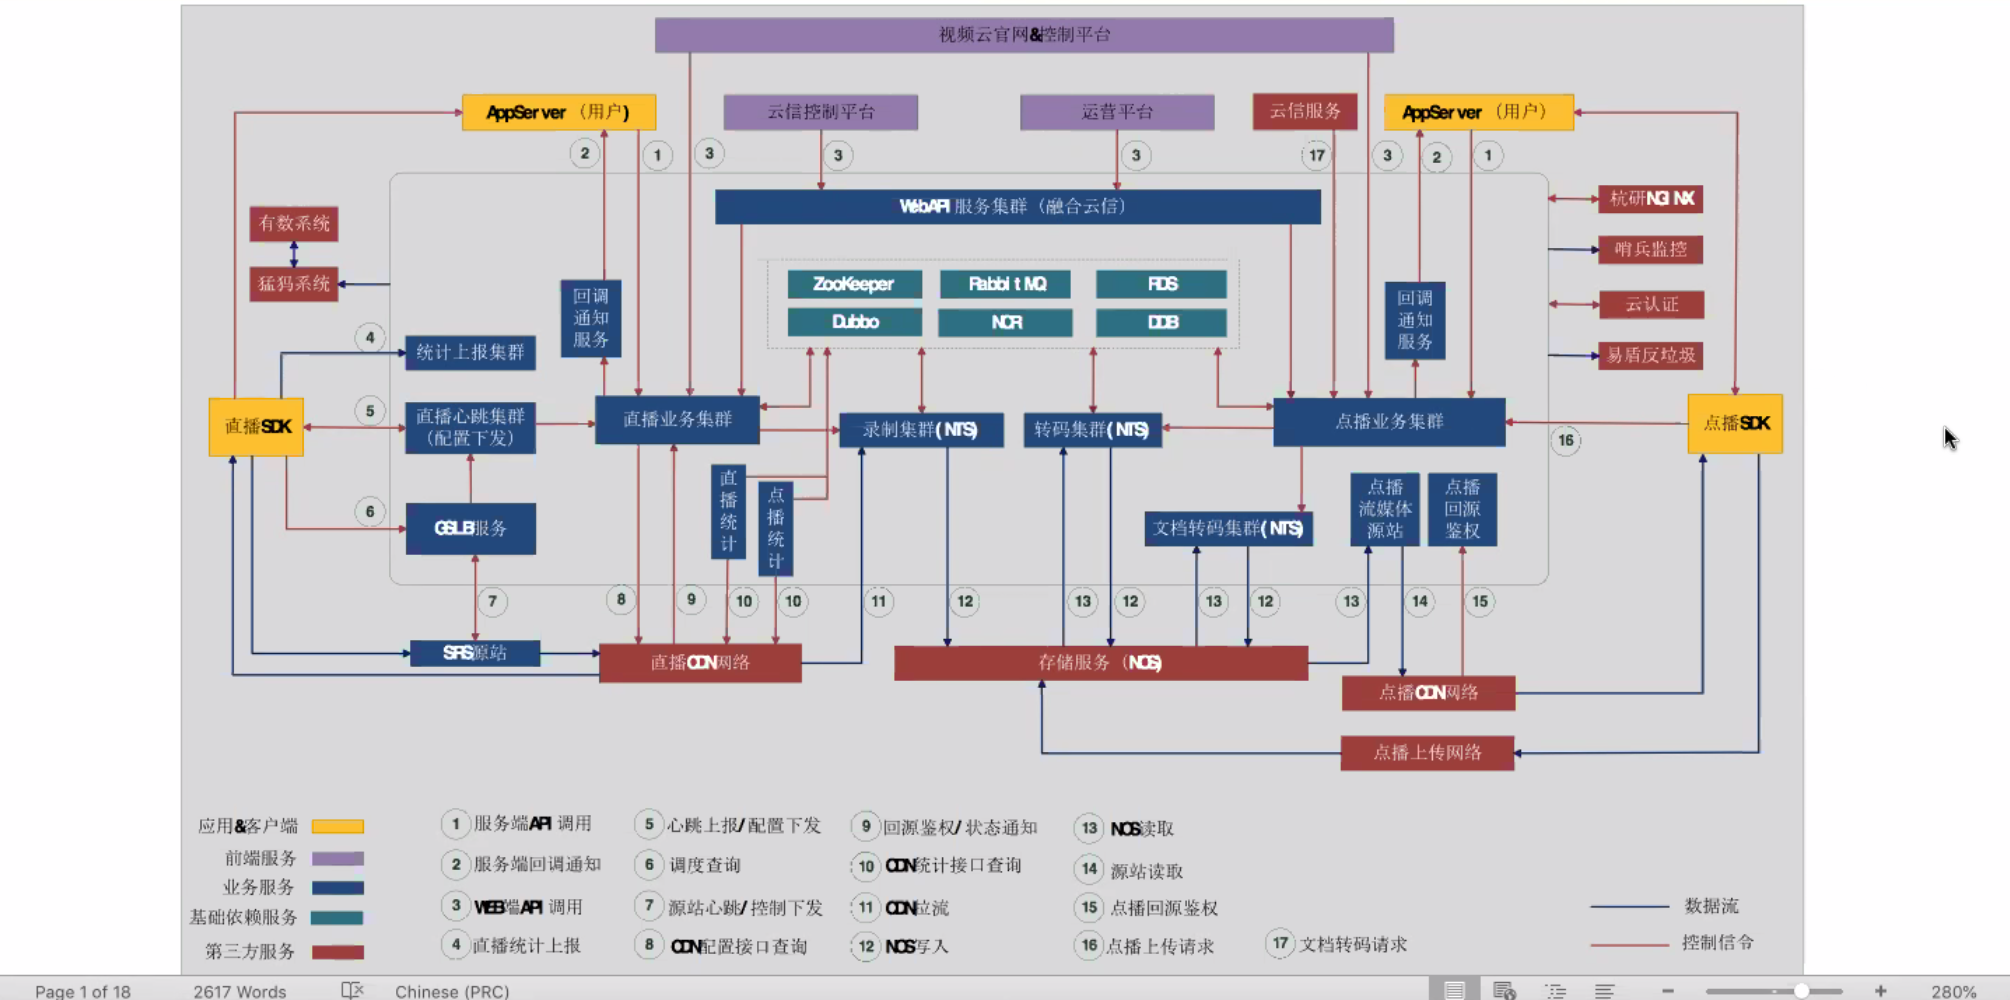 视频云官网&控制平台
AppServer（用户)
云信控制平台
运营平台
云信服务
AppServer（用户）
2
1
3
3
3
17
3
2
1
WebAPI 服务集群（融合云信）
杭研NGINX
有数系统
哨兵监控
猛犸系统
云认证
易盾反垃圾
ZooKeeper
RabbitMQ
RDS
Dubbo
NCR
DDB
回调
通知
服务
回调
通知
服务
4
统计上报集群
直播SDK
5
直播心跳集群
（配置下发）
直播业务集群
录制集群(NTS)
转码集群(NTS)
点播业务集群
16
点播SDK
直播统计
点播统计
6
GSLB服务
文档转码集群(NTS)
点播
流媒体
源站
点播
回源
鉴权
7
8
9
10
10
11
12
13
12
13
12
13
14
15
SRS源站
直播CDN网络
存储服务（NOS)
点播CDN网络
点播上传网络
应用&客户端
前端服务
业务服务
基础依赖服务
第三方服务
1 服务端API 调用
2 服务端回调通知
3 WEB端API 调用
4 直播统计上报
5 心跳上报/配置下发
6 调度查询
7 源站心跳/控制下发
8 CDN配置接口查询
9 回源鉴权/状态通知
10 CDN统计接口查询
11 CDN拉流
12 NOS写入
13 NOS读取
14 源站读取
15 点播回源鉴权
16 点播上传请求
17 文档转码请求
数据流
控制信令
Page 1 of 18
2617 Words
Chinese (PRC)
280%